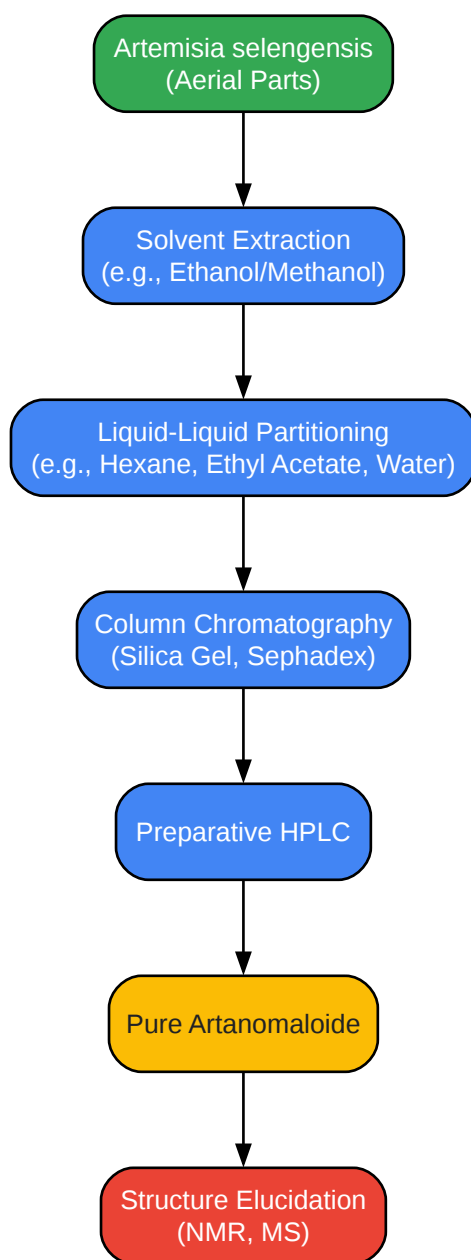 Artemisia selengensis
(Aerial Parts)
Solvent Extraction
(e.g., Ethanol/Methanol)
Liquid-Liquid Partitioning
(e.g., Hexane, Ethyl Acetate, Water)
Column Chromatography
(Silica Gel, Sephadex)
Preparative HPLC
Pure Artanomaloide
Structure Elucidation
(NMR, MS)